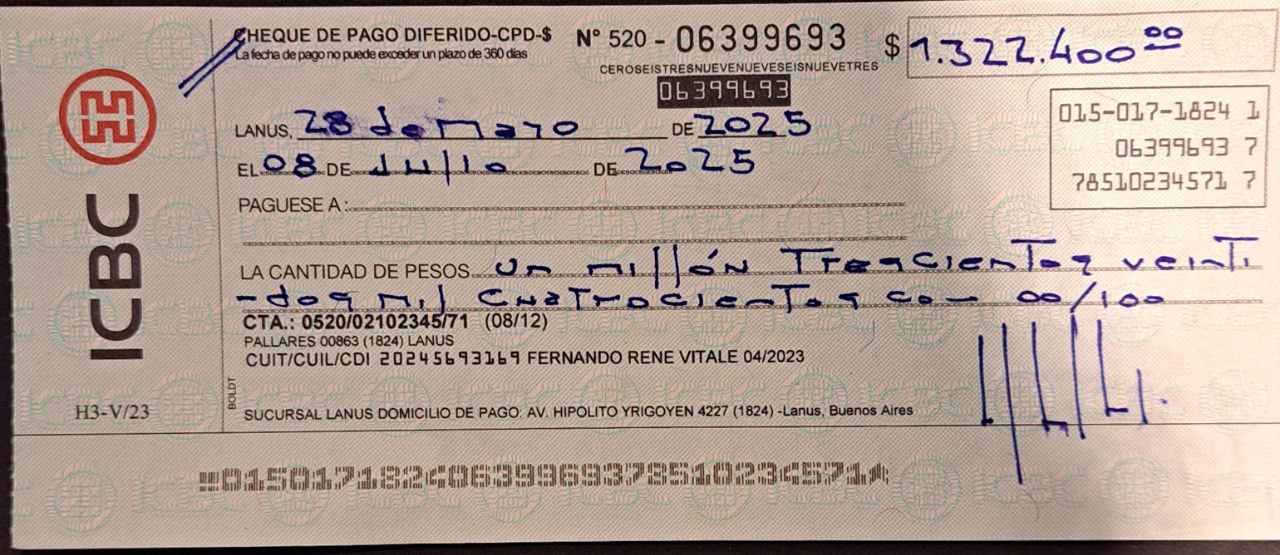 CHEQUE DE PAGO DIFERIDO-CPD-$ N° 520 - 06399693 $ 1.322.400 00
La fecha de pago no puede exceder un plazo de 360 días
CEROSEISTRESNUEVENUEVESEISNUEVETRES
06399693
015-017-1824 1
06399693 7
78510234571 7
LANUS, 28 de Mayo DE 2025
EL 08 DE Julio DE 2025
PAGUESE A:
LA CANTIDAD DE PESOS un millón Trescientos veinti
-dos mil cuatrocientos con 00/100
CTA.: 0520/02102345/71 (08/12)
PALLARES 00863 (1824) LANUS
CUIT/CUIL/CDI 20245693169 FERNANDO RENE VITALE 04/2023
SUCURSAL LANUS DOMICILIO DE PAGO: AV. HIPOLITO YRIGOYEN 4227 (1824) -Lanus, Buenos Aires
ICBC
H3-V/23
BOLDT
01501718240639969378510234571